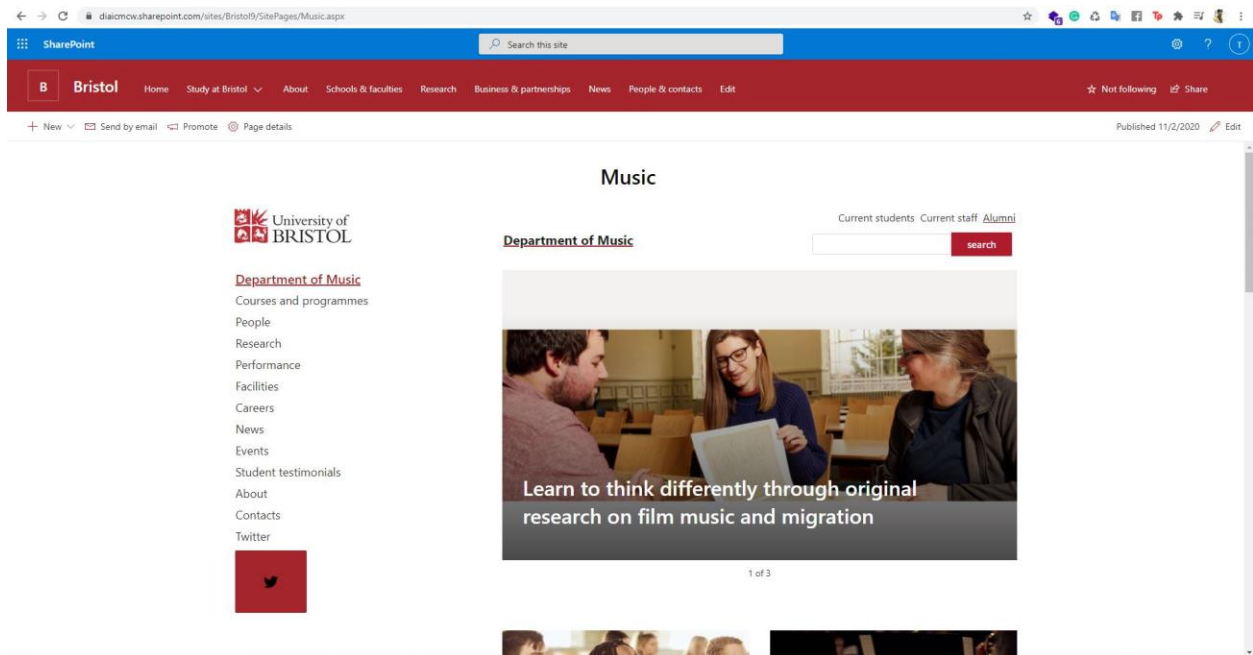 diaicmcw.sharepoint.com/sites/Bristol9/SitePages/Music.aspx
SharePoint
Search this site
? T
B Bristol Home Study at Bristol About Schools & faculties Research Business & partnerships News People & contacts Edit Not following Share
New Send by email Promote Page details Published 11/2/2020 Edit
Music
University of
BRISTOL
Current students Current staff Alumni
Department of Music
search
Department of Music
Courses and programmes
People
Research
Performance
Facilities
Careers
News
Events
Student testimonials
About
Contacts
Twitter
Learn to think differently through original
research on film music and migration
1 of 3